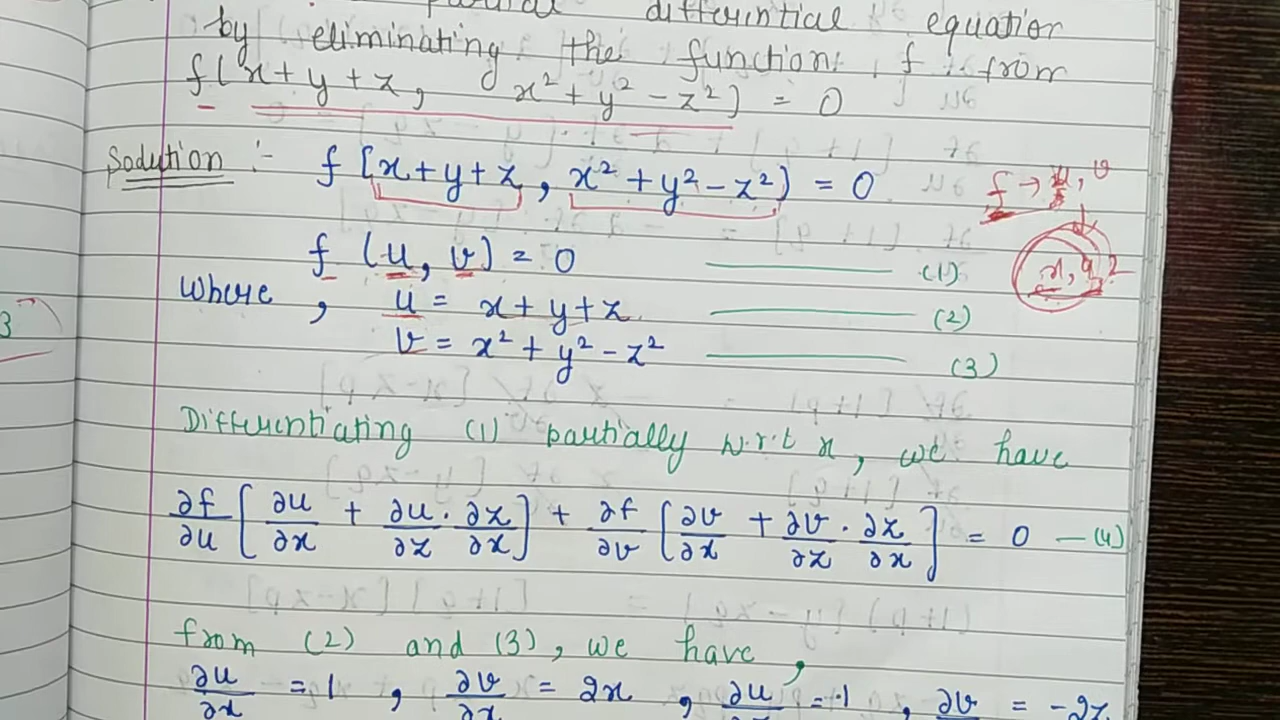 partial differential equation
by eliminating the function f from
f(x+y+z, x² + y² - z²) = 0
Solution :- f [x+y+z, x² + y² - z²) = 0
f → u, v
x, y, z
f (u, v) = 0 ——— (1)
where, u = x+y+z ——— (2)
v = x² + y² - z² ——— (3)
Differentiating (1) partially w.r.t x, we have
∂f/∂u [∂u/∂x + ∂u/∂z · ∂z/∂x] + ∂f/∂v [∂v/∂x + ∂v/∂z · ∂z/∂x] = 0 — (4)
from (2) and (3), we have,
∂u/∂x = 1, ∂v/∂x = 2x, ∂u = 1, ∂v = -2z
3